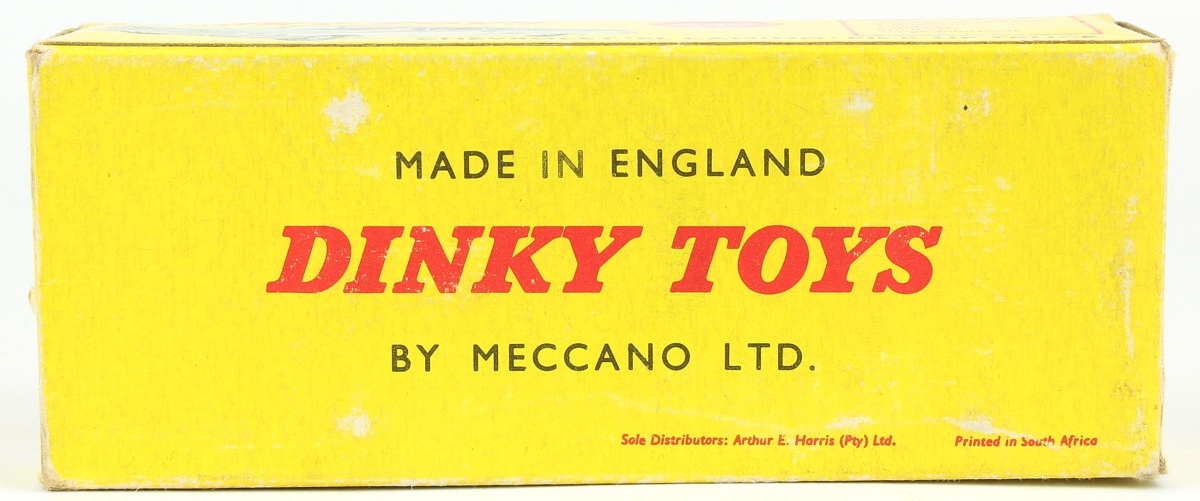 MADE IN ENGLAND
DINKY TOYS
BY MECCANO LTD.
Sole Distributors: Arthur E. Harris (Pty) Ltd. Printed in South Africa